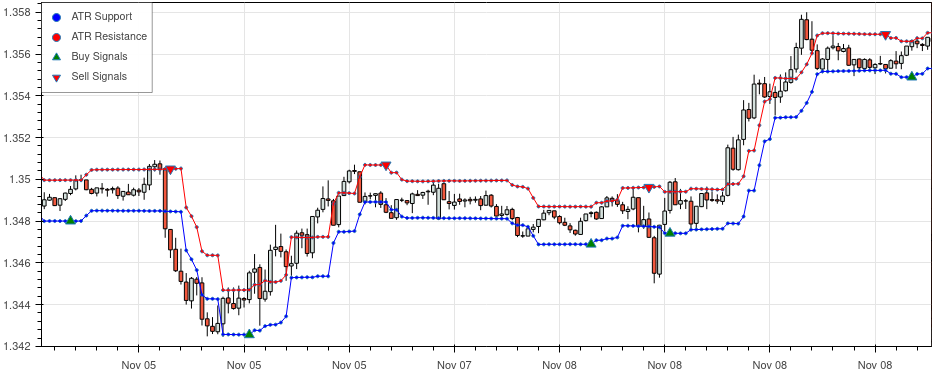 1.358
1.356
1.354
1.352
1.35
1.348
1.346
1.344
1.342
ATR Support
ATR Resistance
Buy Signals
Sell Signals
Nov 05
Nov 05
Nov 05
Nov 07
Nov 08
Nov 08
Nov 08
Nov 08